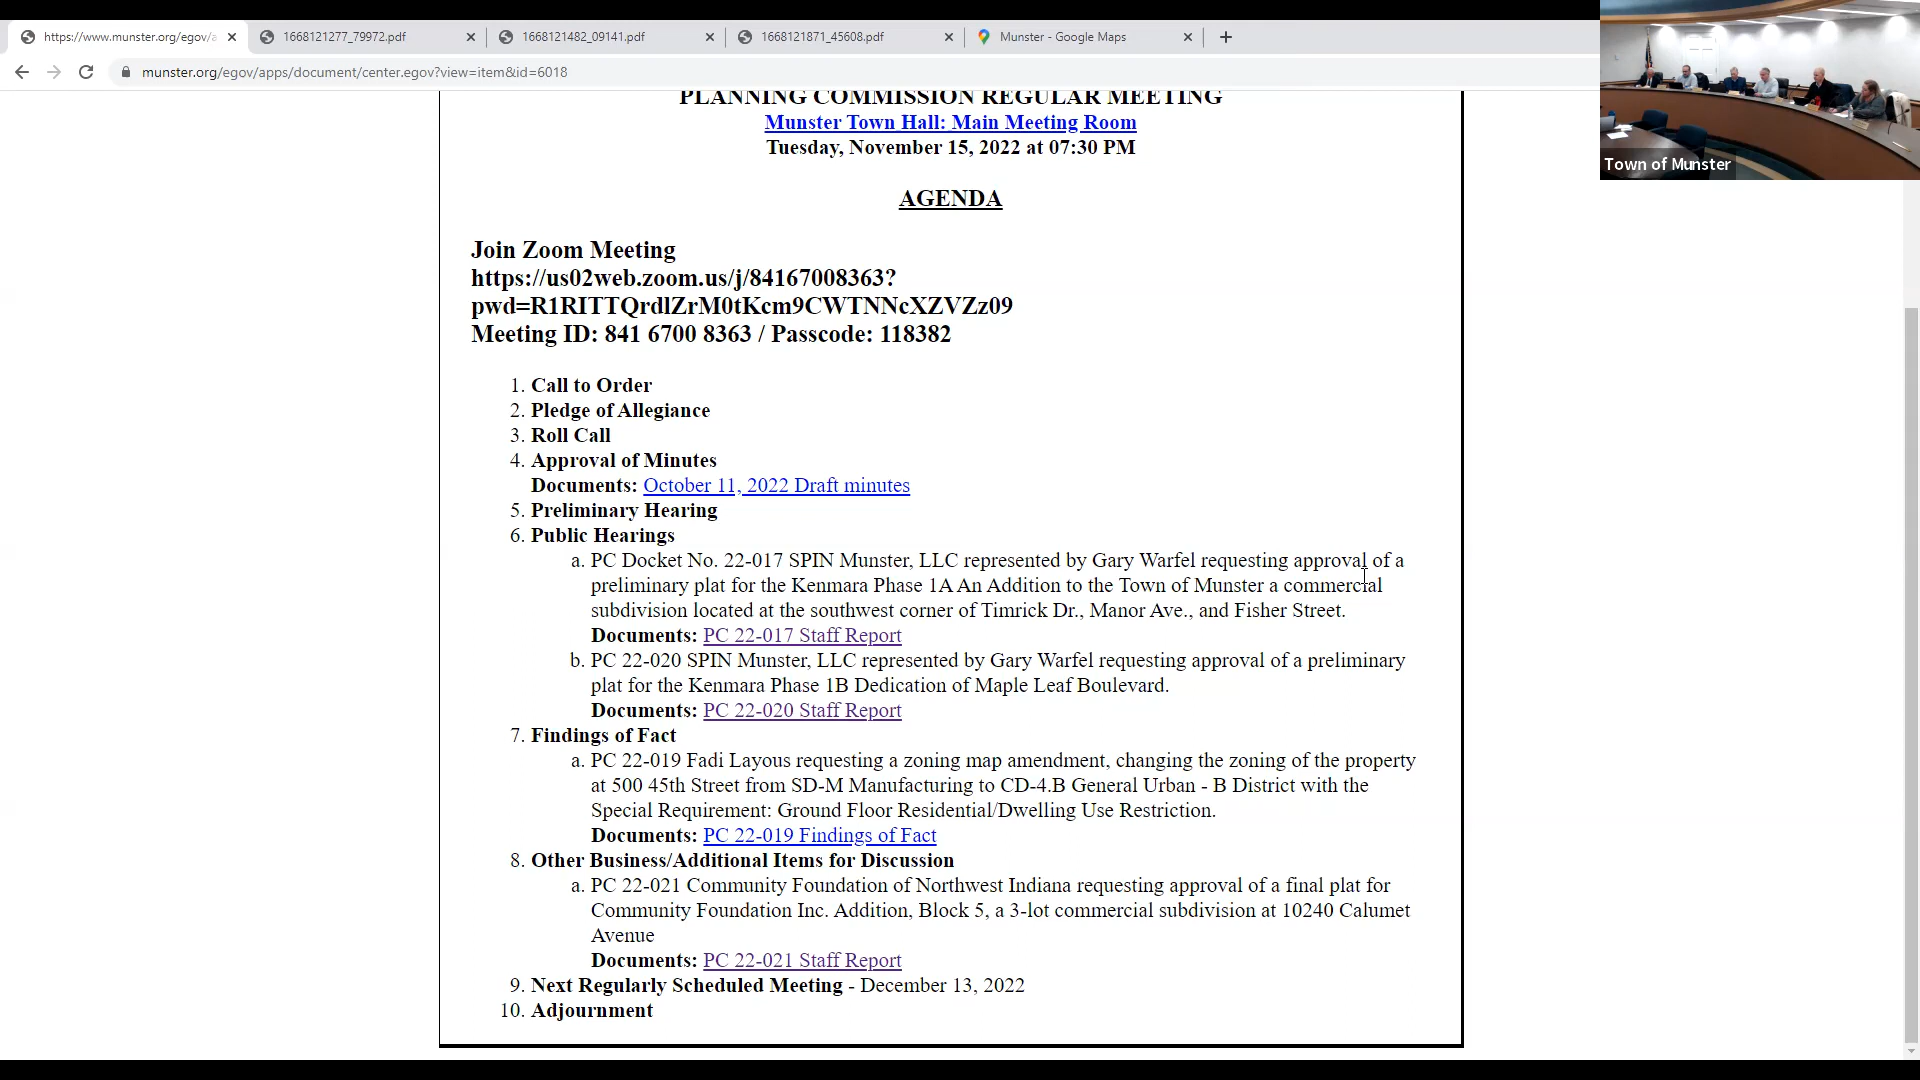 https://www.munster.org/egov/a
1668121277_79972.pdf
1668121482_09141.pdf
1668121871_45608.pdf
Munster - Google Maps
munster.org/egov/apps/document/center.egov?view=item&id=6018
PLANNING COMMISSION REGULAR MEETING
Munster Town Hall: Main Meeting Room
Tuesday, November 15, 2022 at 07:30 PM
Town of Munster
AGENDA
Join Zoom Meeting
https://us02web.zoom.us/j/84167008363?
pwd=R1RITTQrdlZrM0tKcm9CWTNNcXZVZz09
Meeting ID: 841 6700 8363 / Passcode: 118382
1. Call to Order
2. Pledge of Allegiance
3. Roll Call
4. Approval of Minutes
Documents: October 11, 2022 Draft minutes
5. Preliminary Hearing
6. Public Hearings
a. PC Docket No. 22-017 SPIN Munster, LLC represented by Gary Warfel requesting approval of a
preliminary plat for the Kenmara Phase 1A An Addition to the Town of Munster a commercial
subdivision located at the southwest corner of Timrick Dr., Manor Ave., and Fisher Street.
Documents: PC 22-017 Staff Report
b. PC 22-020 SPIN Munster, LLC represented by Gary Warfel requesting approval of a preliminary
plat for the Kenmara Phase 1B Dedication of Maple Leaf Boulevard.
Documents: PC 22-020 Staff Report
7. Findings of Fact
a. PC 22-019 Fadi Layous requesting a zoning map amendment, changing the zoning of the property
at 500 45th Street from SD-M Manufacturing to CD-4.B General Urban - B District with the
Special Requirement: Ground Floor Residential/Dwelling Use Restriction.
Documents: PC 22-019 Findings of Fact
8. Other Business/Additional Items for Discussion
a. PC 22-021 Community Foundation of Northwest Indiana requesting approval of a final plat for
Community Foundation Inc. Addition, Block 5, a 3-lot commercial subdivision at 10240 Calumet
Avenue
Documents: PC 22-021 Staff Report
9. Next Regularly Scheduled Meeting - December 13, 2022
10. Adjournment